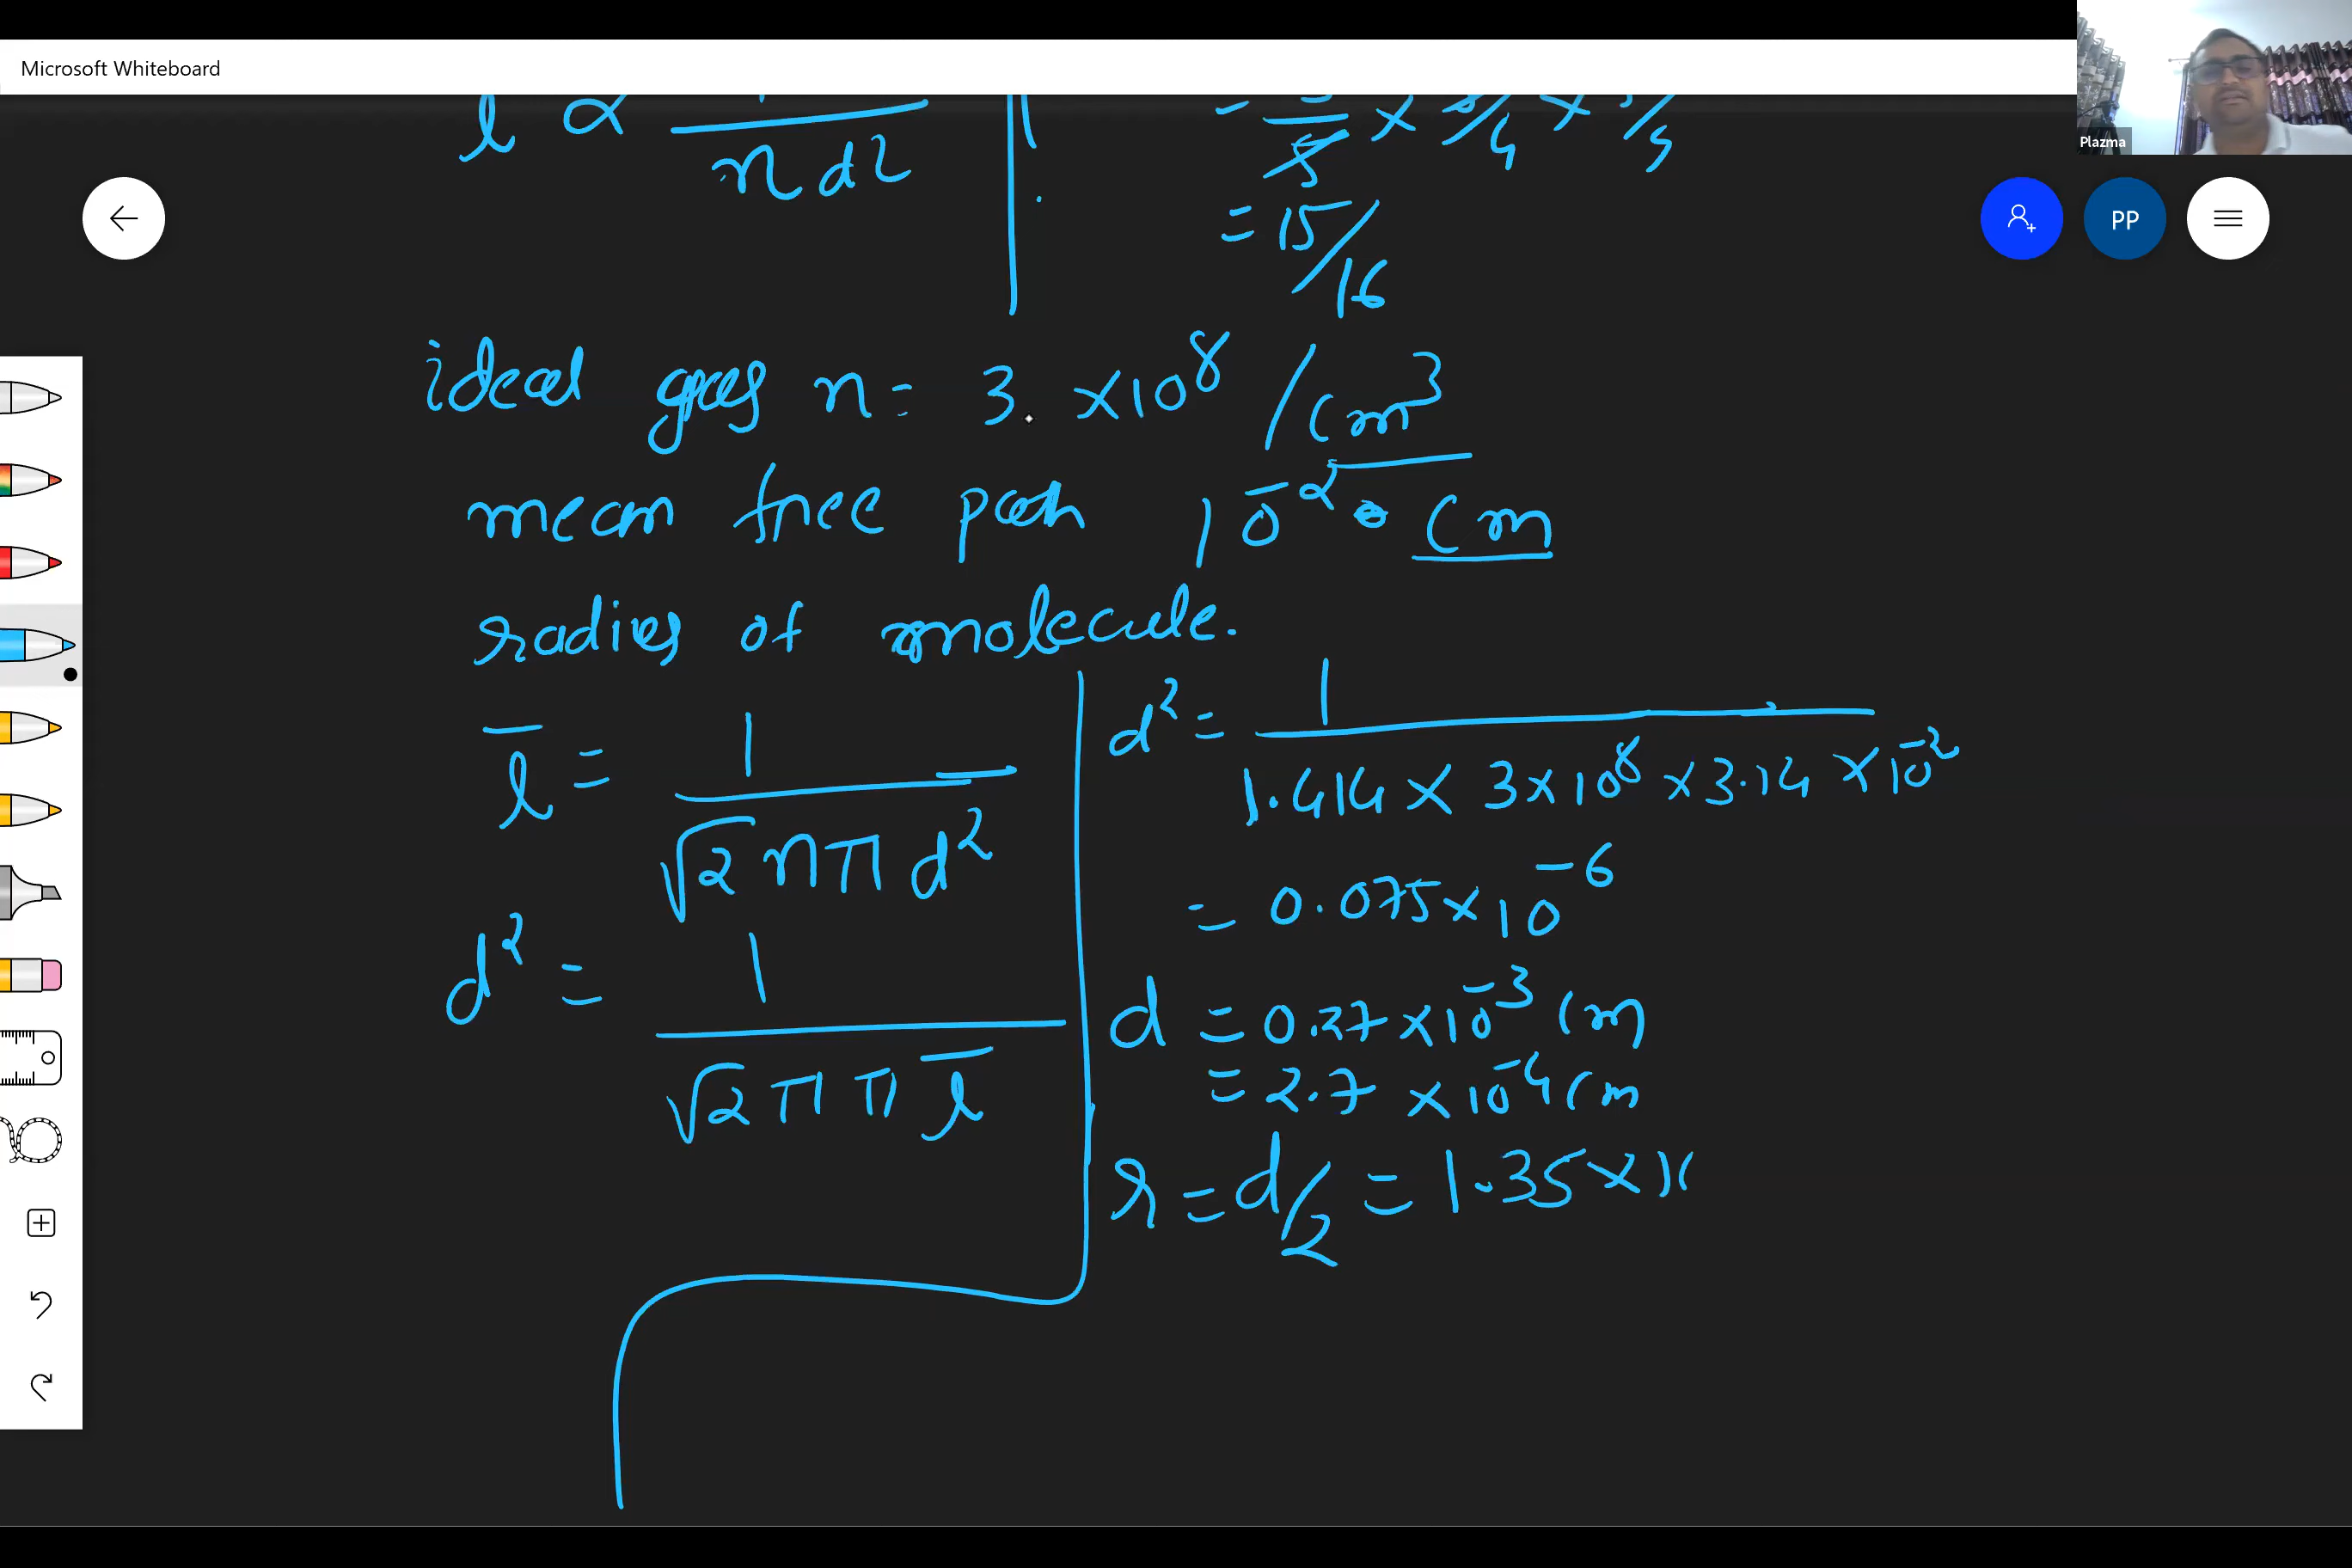 Microsoft Whiteboard
Plazma
PP
l ∝ 1/nd²
= 15/16
ideal gas n = 3 ×10⁸ /cm³
mean free path 10⁻² cm
radius of molecule.
l̅ = 1/√2 n π d²
d² = 1/√2 π π l̅
d² = 1/1.414 × 3×10⁸ × 3.14 × 10⁻²
= 0.075×10⁻⁶
d = 0.27×10⁻³ cm
= 2.7 × 10⁻⁴ cm
r = d/2 = 1.35×1(